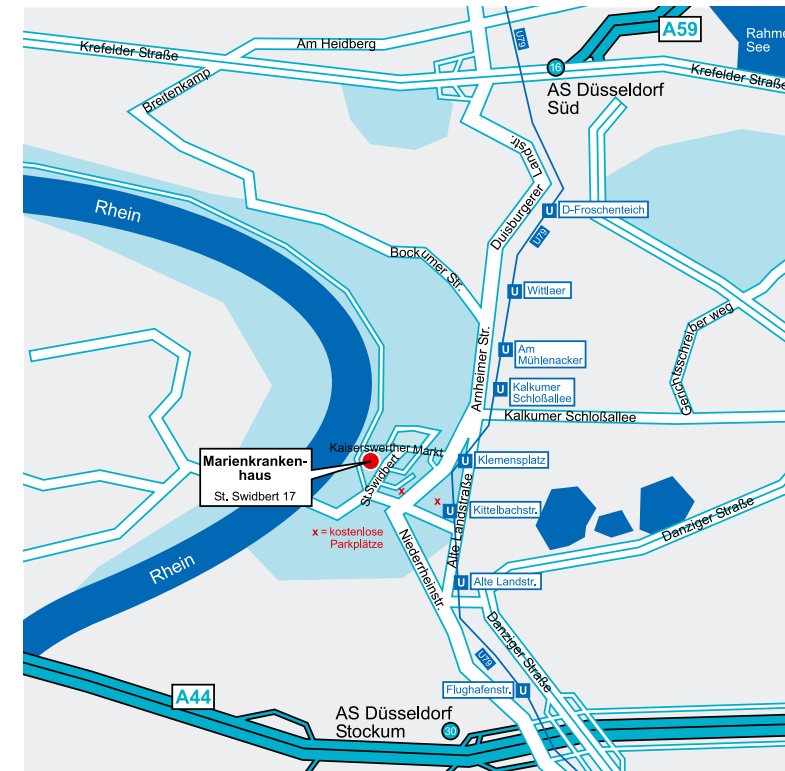 Krefelder Straße
Am Heidberg
U79
A59
Rahme
See
16
Krefelder Straße
AS Düsseldorf
Süd
Breitenkamp
Duisburgerer
Landstr.
Rhein
U
D-Froschenteich
U79
Bockumer Str.
U
Wittlaer
Gerichtsschreiber weg
Arnheimer Str.
U
Am
Mühlenacker
U
Kalkumer
Schloßallee
Kalkumer Schloßallee
Kaiserswerther Markt
Marienkranken-
haus
St. Swidbert 17
St.Swidbert
U
Klemensplatz
x
x
U
Kittelbachstr.
x = kostenlose
Parkplätze
Alte Landstraße
Danziger Straße
Niederrheinstr.
Rhein
U
Alte Landstr.
Danziger Straße
U79
A44
U
Flughafenstr.
AS Düsseldorf
Stockum
30